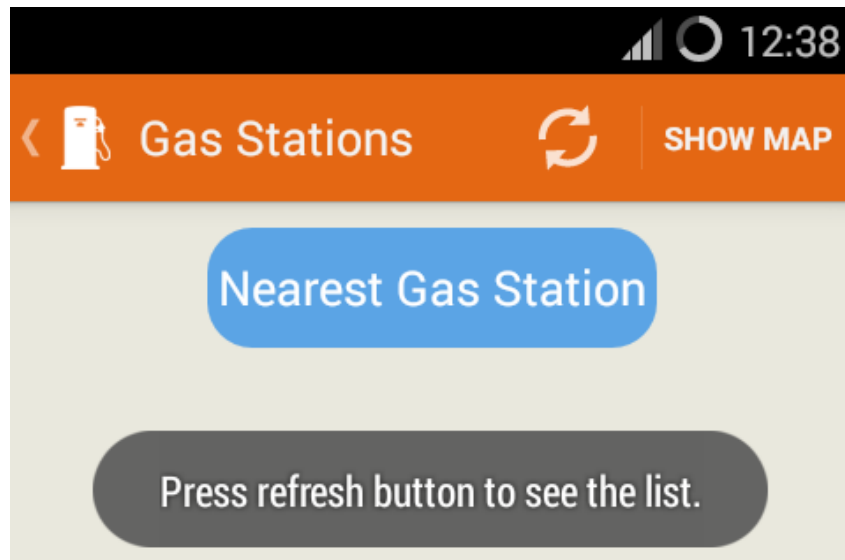 12:38
Gas Stations
SHOW MAP
Nearest Gas Station
Press refresh button to see the list.